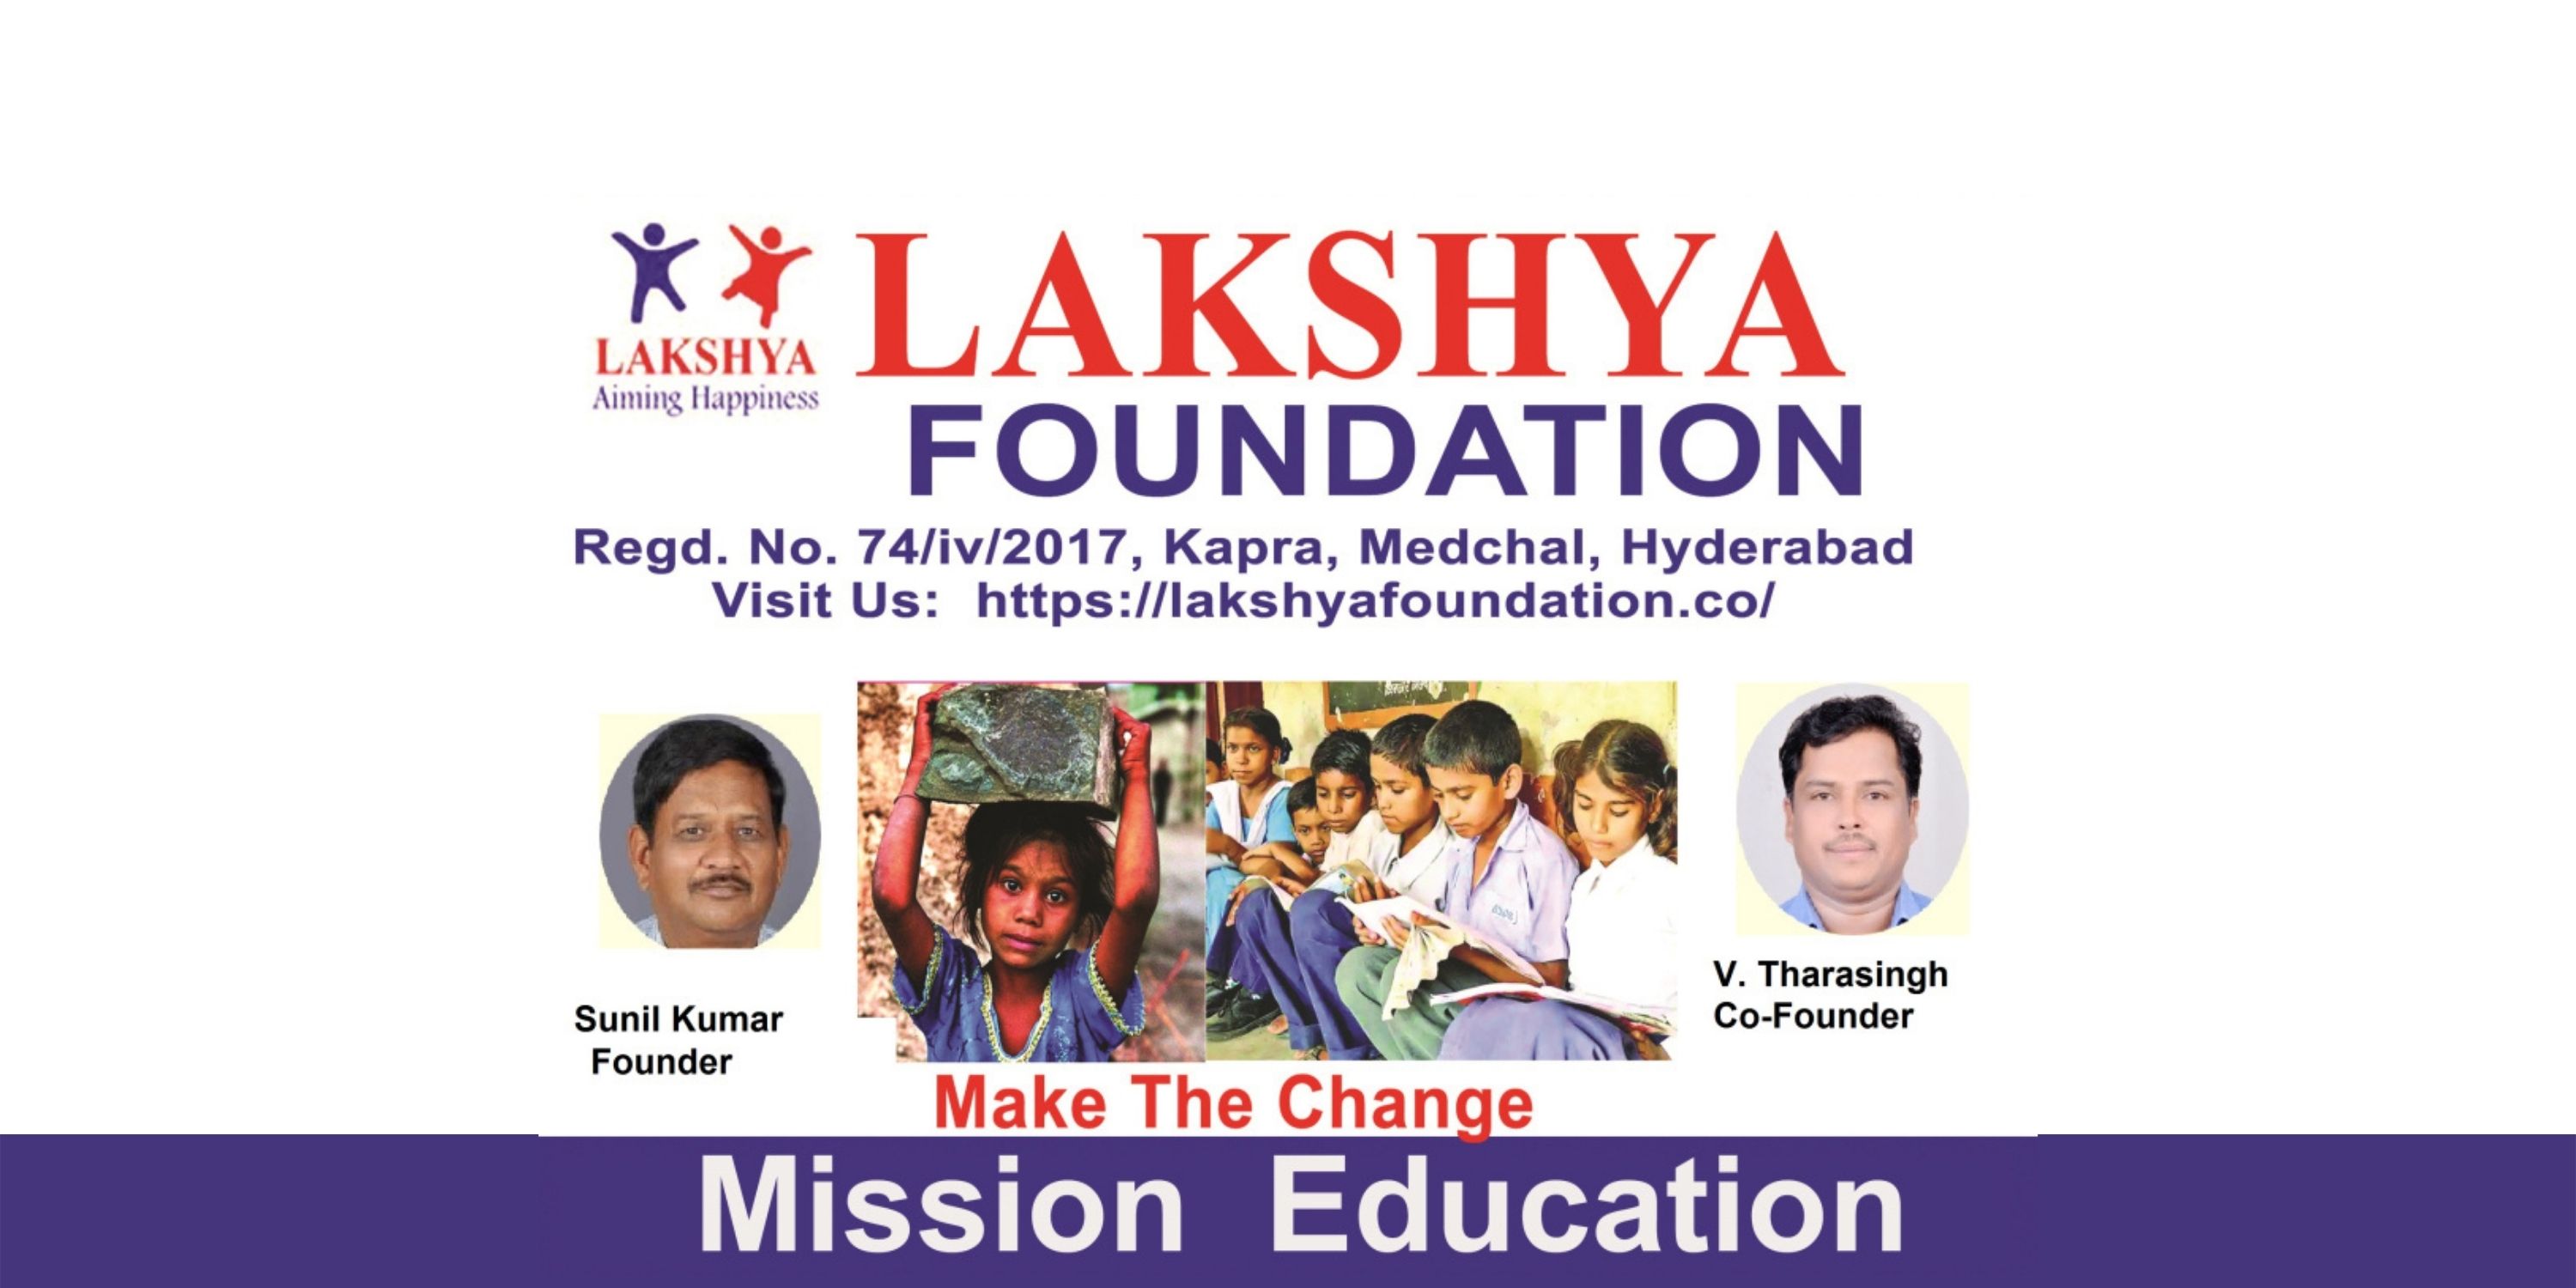 LAKSHYA
Aiming Happiness
LAKSHYA
FOUNDATION
Regd. No. 74/iv/2017, Kapra, Medchal, Hyderabad
Visit Us: https://lakshyafoundation.co/
Sunil Kumar
Founder
V. Tharasingh
Co-Founder
Make The Change
Mission Education